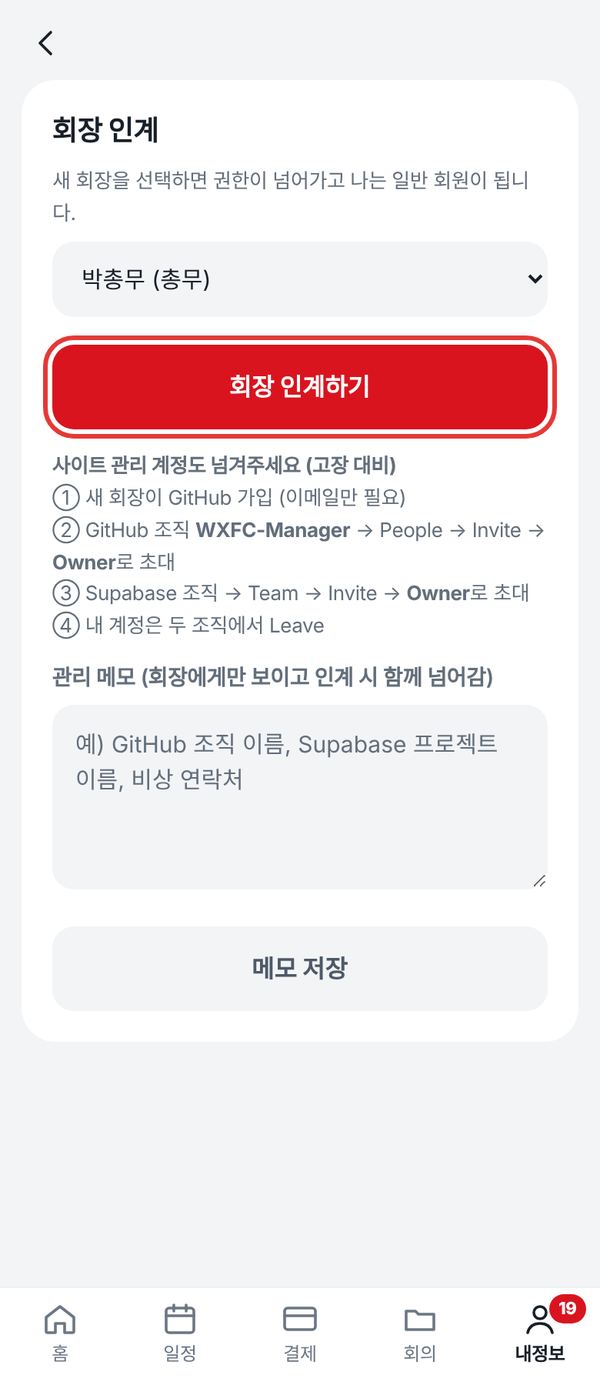 회장 인계
새 회장을 선택하면 권한이 넘어가고 나는 일반 회원이 됩니
다.
박총무 (총무)
회장 인계하기
사이트 관리 계정도 넘겨주세요 (고장 대비)
① 새 회장이 GitHub 가입 (이메일만 필요)
② GitHub 조직 WXFC-Manager → People → Invite →
Owner로 초대
③ Supabase 조직 → Team → Invite → Owner로 초대
④ 내 계정은 두 조직에서 Leave
관리 메모 (회장에게만 보이고 인계 시 함께 넘어감)
예) GitHub 조직 이름, Supabase 프로젝트
이름, 비상 연락처
메모 저장
19
홈 일정 결제 회의 내정보